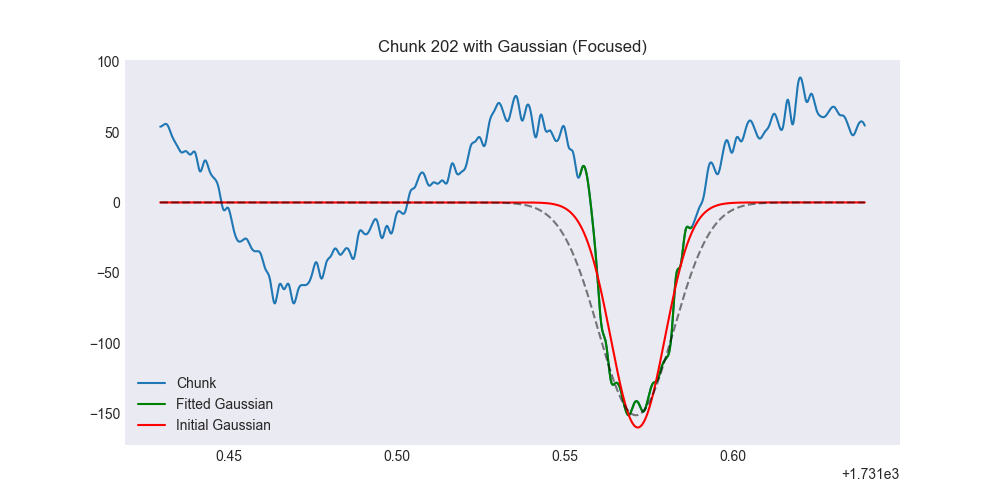 Chunk 202 with Gaussian (Focused)
100
50
0
−50
−100
−150
Chunk
Fitted Gaussian
Initial Gaussian
0.45 0.50 0.55 0.60
+1.731e3